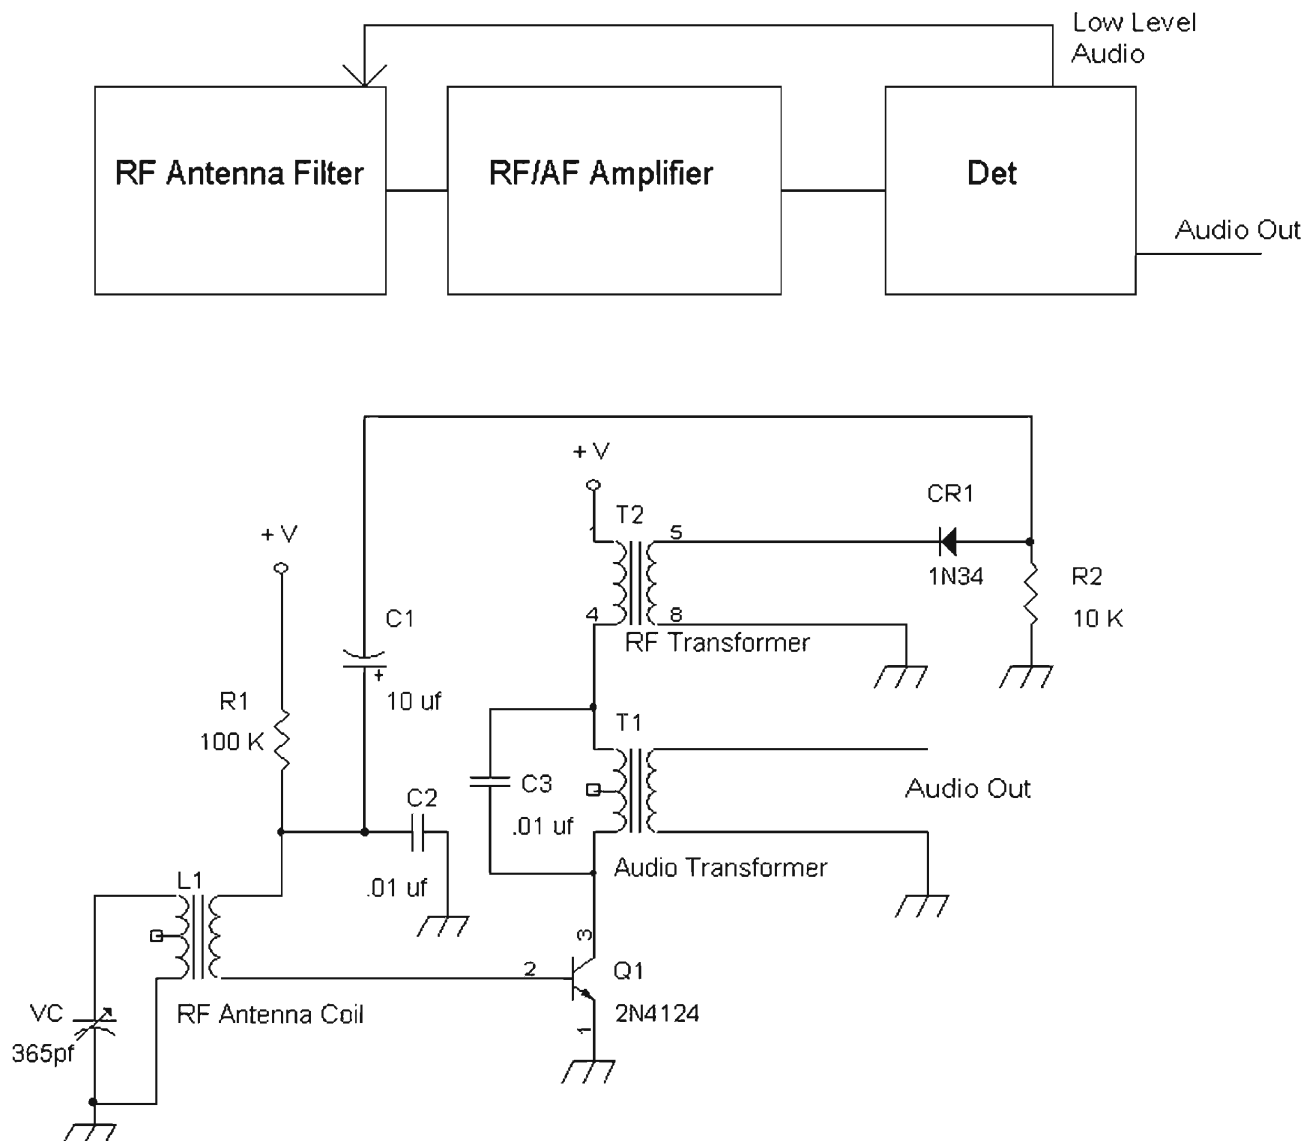 Low Level
Audio
RF Antenna Filter
RF/AF Amplifier
Det
Audio Out
+ V
T2
5
CR1
+ V
1
1N34
R2
10 K
C1
4
8
RF Transformer
+
10 uf
R1
100 K
T1
C3
.01 uf
C2
.01 uf
Audio Out
Audio Transformer
L1
3
2
Q1
2N4124
1
VC
365pf
RF Antenna Coil